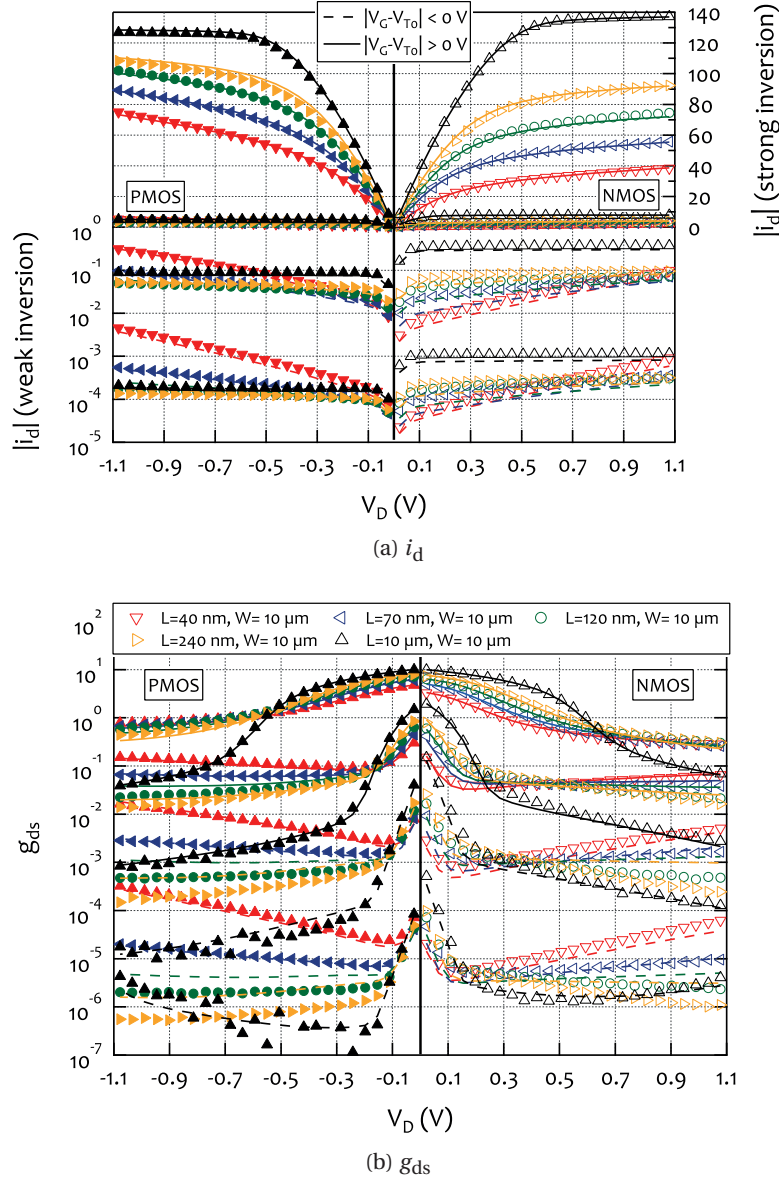 |V_G-V_To| < 0 V
|V_G-V_To| > 0 V
140
120
100
80
60
40
20
0
|i_d| (strong inversion)
PMOS
NMOS
10^0
10^-1
10^-2
10^-3
10^-4
10^-5
|i_d| (weak inversion)
-1.1 -0.9 -0.7 -0.5 -0.3 -0.1 0.1 0.3 0.5 0.7 0.9 1.1
V_D (V)
(a) i_d
L=40 nm, W= 10 µm L=70 nm, W= 10 µm L=120 nm, W= 10 µm
L=240 nm, W= 10 µm L=10 µm, W= 10 µm
PMOS
NMOS
10^2
10^1
10^0
10^-1
10^-2
10^-3
10^-4
10^-5
10^-6
10^-7
g_ds
-1.1 -0.9 -0.7 -0.5 -0.3 -0.1 0.1 0.3 0.5 0.7 0.9 1.1
V_D (V)
(b) g_ds